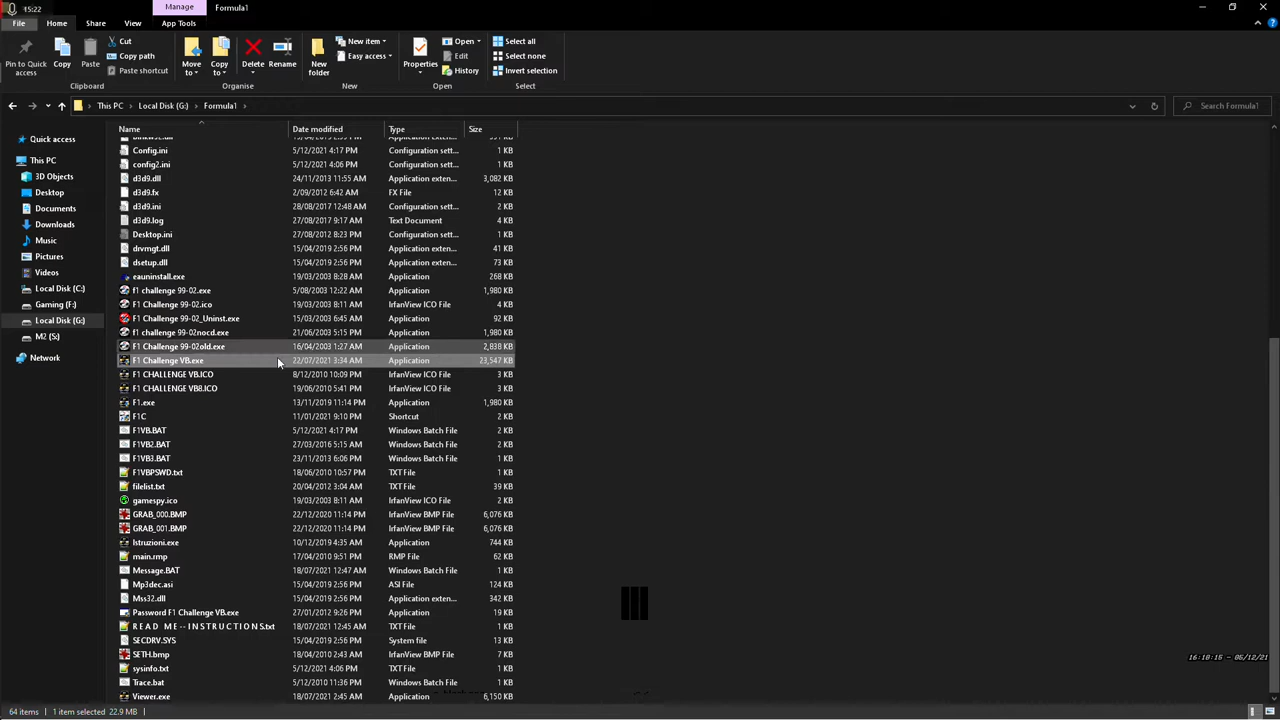 15:22
Manage
Formula1
File
Home
Share
View
App Tools
Pin to Quick access
Copy
Paste
Cut
Copy path
Paste shortcut
Move to
Copy to
Delete
Rename
New folder
New item
Easy access
Properties
Open
Edit
History
Select all
Select none
Invert selection
Clipboard
Organise
New
Open
Select
This PC
Local Disk (G:)
Formula1
Search Formula1
Quick access
This PC
3D Objects
Desktop
Documents
Downloads
Music
Pictures
Videos
Local Disk (C:)
Gaming (F:)
Local Disk (G:)
M2 (S:)
Network
Name Date modified Type Size
Config.ini 5/12/2021 4:17 PM Configuration sett... 1 KB
config2.ini 5/12/2021 4:06 PM Configuration sett... 1 KB
d3d9.dll 24/11/2013 11:55 AM Application exten... 3,082 KB
d3d9.fx 2/09/2012 6:42 AM FX File 12 KB
d3d9.ini 28/08/2017 12:48 AM Configuration sett... 2 KB
d3d9.log 27/08/2017 9:17 AM Text Document 4 KB
Desktop.ini 27/08/2012 8:23 PM Configuration sett... 1 KB
drvmgt.dll 15/04/2019 2:56 PM Application exten... 41 KB
dsetup.dll 15/04/2019 2:56 PM Application exten... 73 KB
eauninstall.exe 19/03/2003 8:28 AM Application 268 KB
f1 challenge 99-02.exe 5/08/2003 12:22 AM Application 1,980 KB
F1 Challenge 99-02.ico 19/03/2003 8:11 AM IrfanView ICO File 4 KB
F1 Challenge 99-02_Uninst.exe 15/03/2003 6:45 AM Application 92 KB
f1 challenge 99-02nocd.exe 21/06/2003 5:15 PM Application 1,980 KB
F1 Challenge 99-02old.exe 16/04/2003 1:27 AM Application 2,838 KB
F1 Challenge VB.exe 22/07/2021 3:34 AM Application 23,547 KB
F1 CHALLENGE VB.ICO 8/12/2010 10:09 PM IrfanView ICO File 3 KB
F1 CHALLENGE VB8.ICO 19/06/2010 5:41 PM IrfanView ICO File 3 KB
F1.exe 13/11/2019 11:14 PM Application 1,980 KB
F1C 11/01/2021 9:10 PM Shortcut 2 KB
F1VB.BAT 5/12/2021 4:17 PM Windows Batch File 2 KB
F1VB2.BAT 27/03/2016 5:15 AM Windows Batch File 2 KB
F1VB3.BAT 23/11/2013 6:06 PM Windows Batch File 2 KB
F1VBPSWD.txt 18/06/2010 10:57 PM TXT File 2 KB
filelist.txt 20/04/2012 3:04 AM TXT File 39 KB
gamespy.ico 19/03/2003 8:11 AM IrfanView ICO File 2 KB
GRAB_000.BMP 22/12/2020 11:14 PM IrfanView BMP File 6,076 KB
GRAB_001.BMP 22/12/2020 11:14 PM IrfanView BMP File 6,076 KB
Istruzioni.exe 10/12/2019 4:35 AM Application 744 KB
main.rmp 17/04/2010 9:51 PM RMP File 62 KB
Message.BAT 18/07/2021 12:47 AM Windows Batch File 1 KB
Mp3dec.asi 15/04/2019 2:56 PM ASI File 124 KB
Mss32.dll 15/04/2019 2:56 PM Application exten... 342 KB
Password F1 Challenge VB.exe 27/01/2012 9:26 PM Application 19 KB
R E A D M E -- I N S T R U C T I O N S.txt 18/07/2021 12:45 AM TXT File 1 KB
SECDRV.SYS 15/04/2019 2:56 PM System file 13 KB
SETH.bmp 18/04/2010 2:43 AM IrfanView BMP File 7 KB
sysinfo.txt 5/12/2021 4:06 PM TXT File 1 KB
Trace.bat 5/12/2010 11:36 PM Windows Batch File 1 KB
Viewer.exe 18/07/2021 2:45 AM Application 6,150 KB
16:18:15 - 05/12/21
64 items 1 item selected 22.9 MB